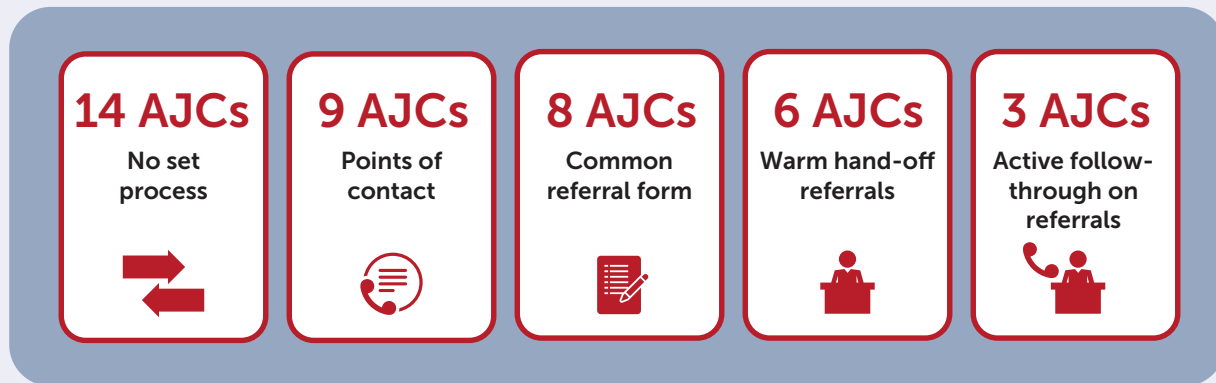 14 AJCs
No set
process
9 AJCs
Points of
contact
8 AJCs
Common
referral form
6 AJCs
Warm hand-off
referrals
3 AJCs
Active follow-
through on
referrals